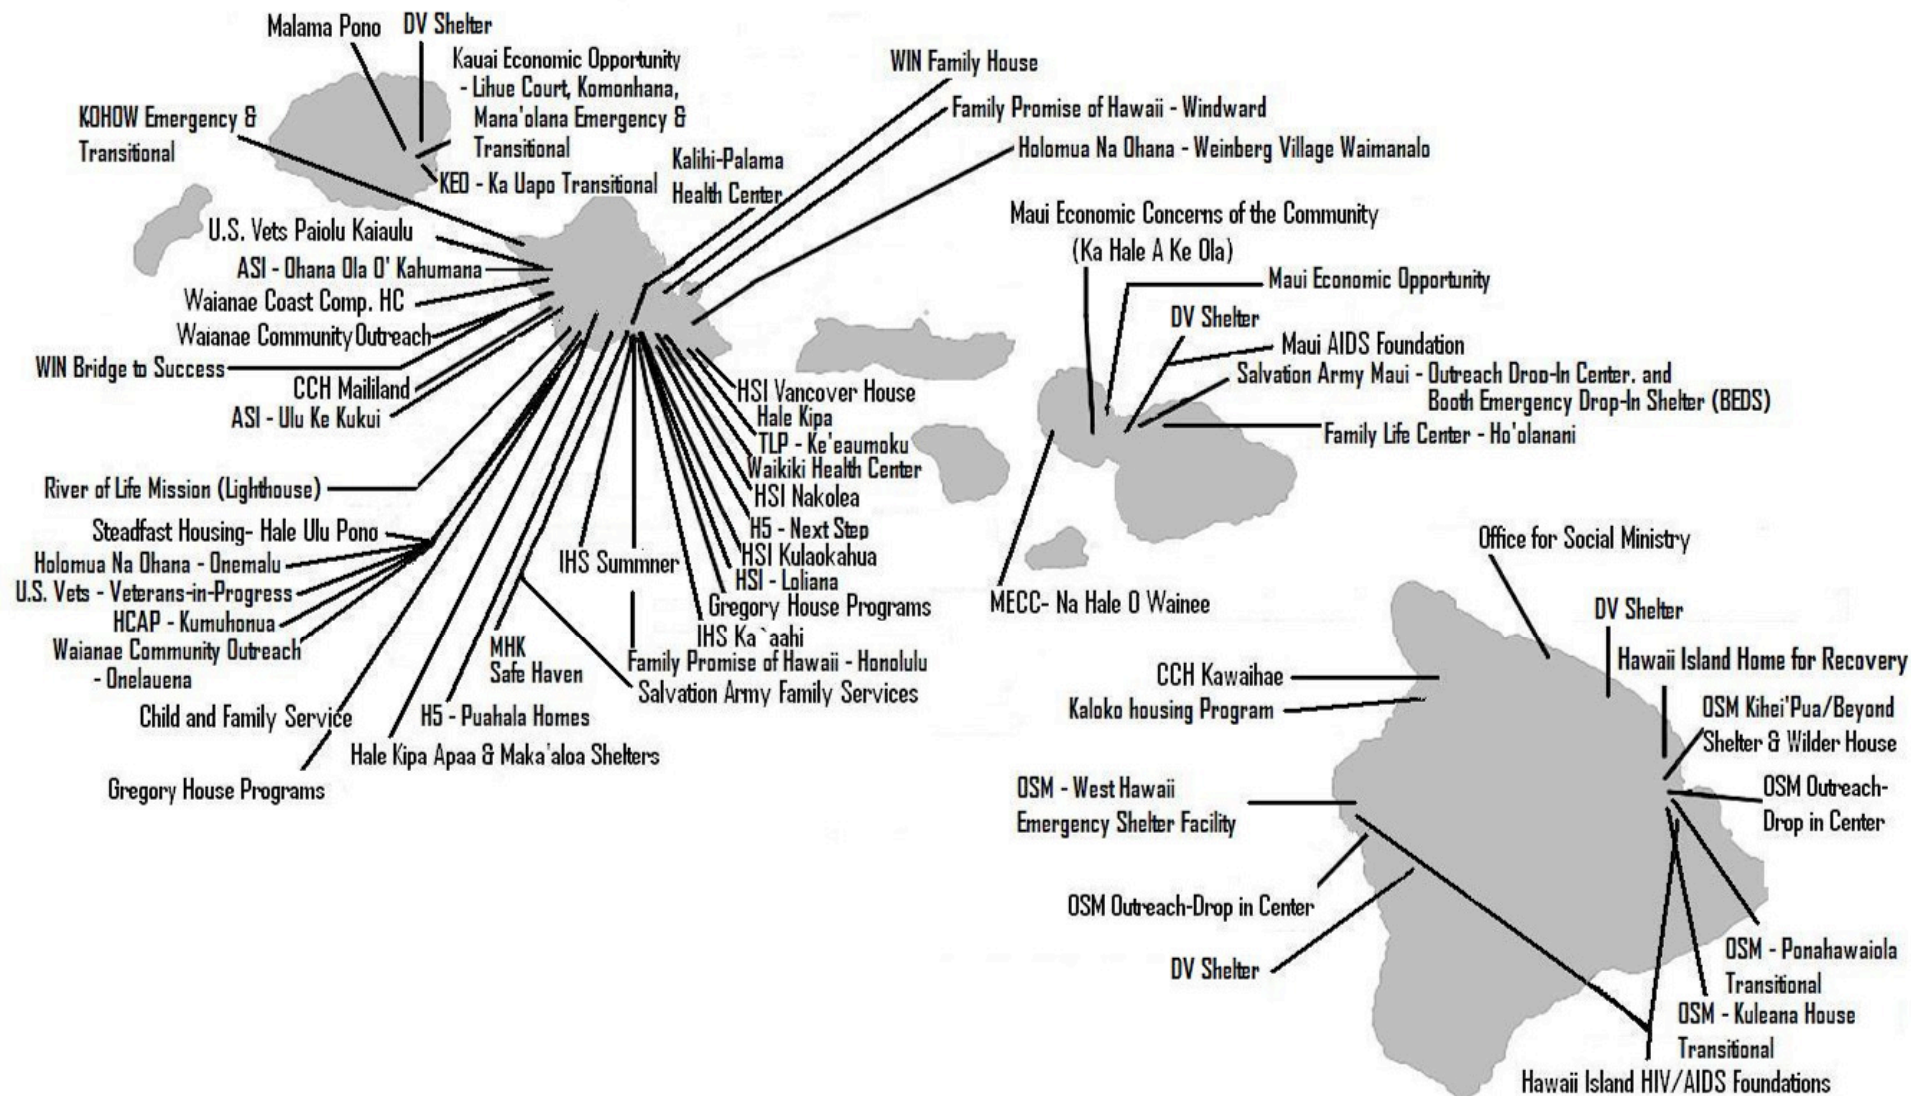 Malama Pono
DV Shelter
Kauai Economic Opportunity
- Lihue Court, Komonhana,
Mana'olana Emergency &
Transitional
KEO - Ka Uapo Transitional
KOHOW Emergency &
Transitional
Kalihi-Palama
Health Center
WIN Family House
Family Promise of Hawaii - Windward
Holomua Na Ohana - Weinberg Village Waimanalo
U.S. Vets Paiolu Kaiaulu
ASI - Ohana Ola O' Kahumana
Waianae Coast Comp. HC
Waianae Community Outreach
WIN Bridge to Success
CCH Maililand
ASI - Ulu Ke Kukui
River of Life Mission (Lighthouse)
Steadfast Housing- Hale Ulu Pono
Holomua Na Ohana - Onemalu
U.S. Vets - Veterans-in-Progress
HCAP - Kumuhonua
Waianae Community Outreach
- Onelauena
Child and Family Service
Gregory House Programs
Hale Kipa Apaa & Maka'aloa Shelters
H5 - Puahala Homes
MHK
Safe Haven
IHS Summner
Salvation Army Family Services
Family Promise of Hawaii - Honolulu
IHS Ka`aahi
Gregory House Programs
HSI - Loliana
HSI Kulaokahua
H5 - Next Step
HSI Nakolea
Waikiki Health Center
TLP - Ke'eaumoku
Hale Kipa
HSI Vancover House
Maui Economic Concerns of the Community
(Ka Hale A Ke Ola)
Maui Economic Opportunity
DV Shelter
Maui AIDS Foundation
Salvation Army Maui - Outreach Droo-In Center. and
Booth Emergency Drop-In Shelter (BEDS)
Family Life Center - Ho'olanani
MECC- Na Hale O Wainee
Office for Social Ministry
DV Shelter
Hawaii Island Home for Recovery
OSM Kihei'Pua/Beyond
Shelter & Wilder House
OSM Outreach-
Drop in Center
CCH Kawaihae
Kaloko housing Program
OSM - West Hawaii
Emergency Shelter Facility
OSM Outreach-Drop in Center
DV Shelter
OSM - Ponahawaiola
Transitional
OSM - Kuleana House
Transitional
Hawaii Island HIV/AIDS Foundations